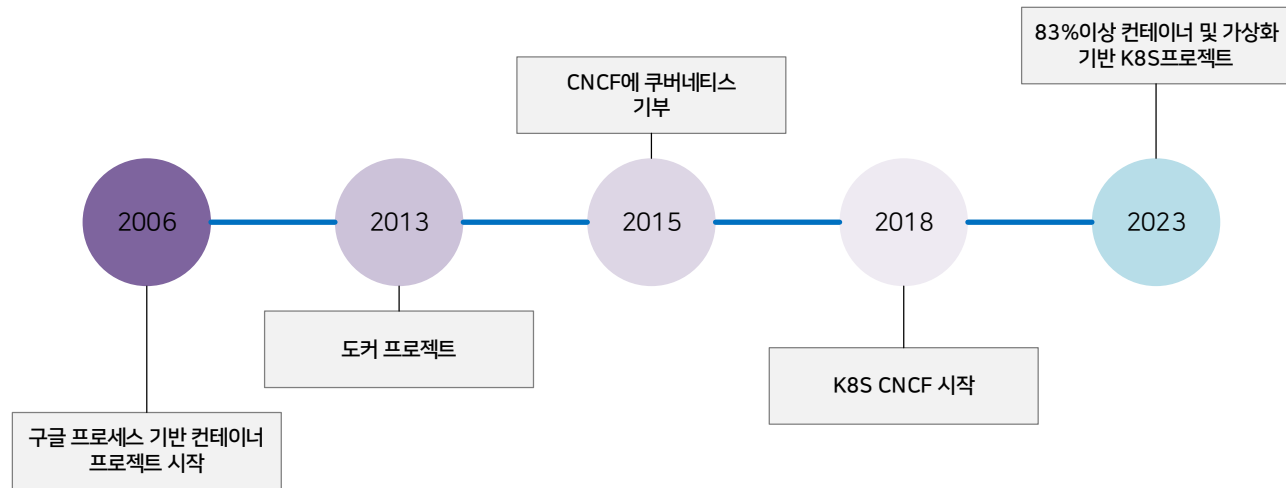 83%이상 컨테이너 및 가상화
기반 K8S프로젝트
CNCF에 쿠버네티스
기부
2006
2013
2015
2018
2023
도커 프로젝트
K8S CNCF 시작
구글 프로세스 기반 컨테이너
프로젝트 시작